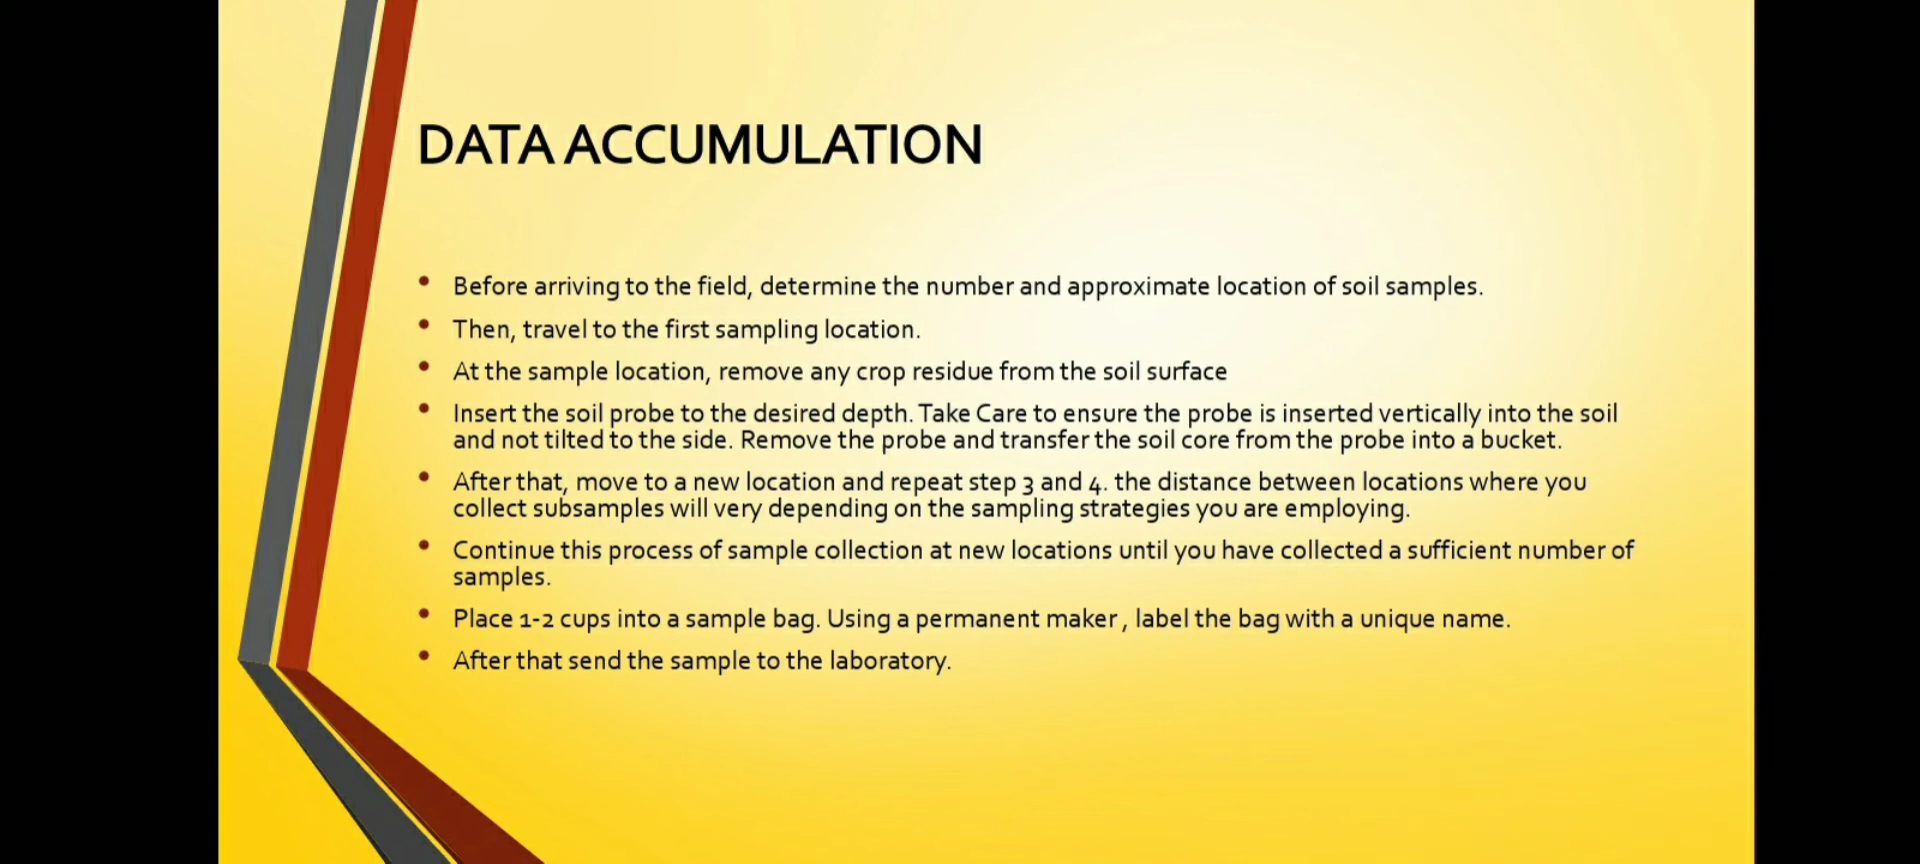 DATA ACCUMULATION
• Before arriving to the field, determine the number and approximate location of soil samples.
• Then, travel to the first sampling location.
• At the sample location, remove any crop residue from the soil surface
• Insert the soil probe to the desired depth. Take Care to ensure the probe is inserted vertically into the soil
and not tilted to the side. Remove the probe and transfer the soil core from the probe into a bucket.
• After that, move to a new location and repeat step 3 and 4. the distance between locations where you
collect subsamples will very depending on the sampling strategies you are employing.
• Continue this process of sample collection at new locations until you have collected a sufficient number of
samples.
• Place 1-2 cups into a sample bag. Using a permanent maker , label the bag with a unique name.
• After that send the sample to the laboratory.